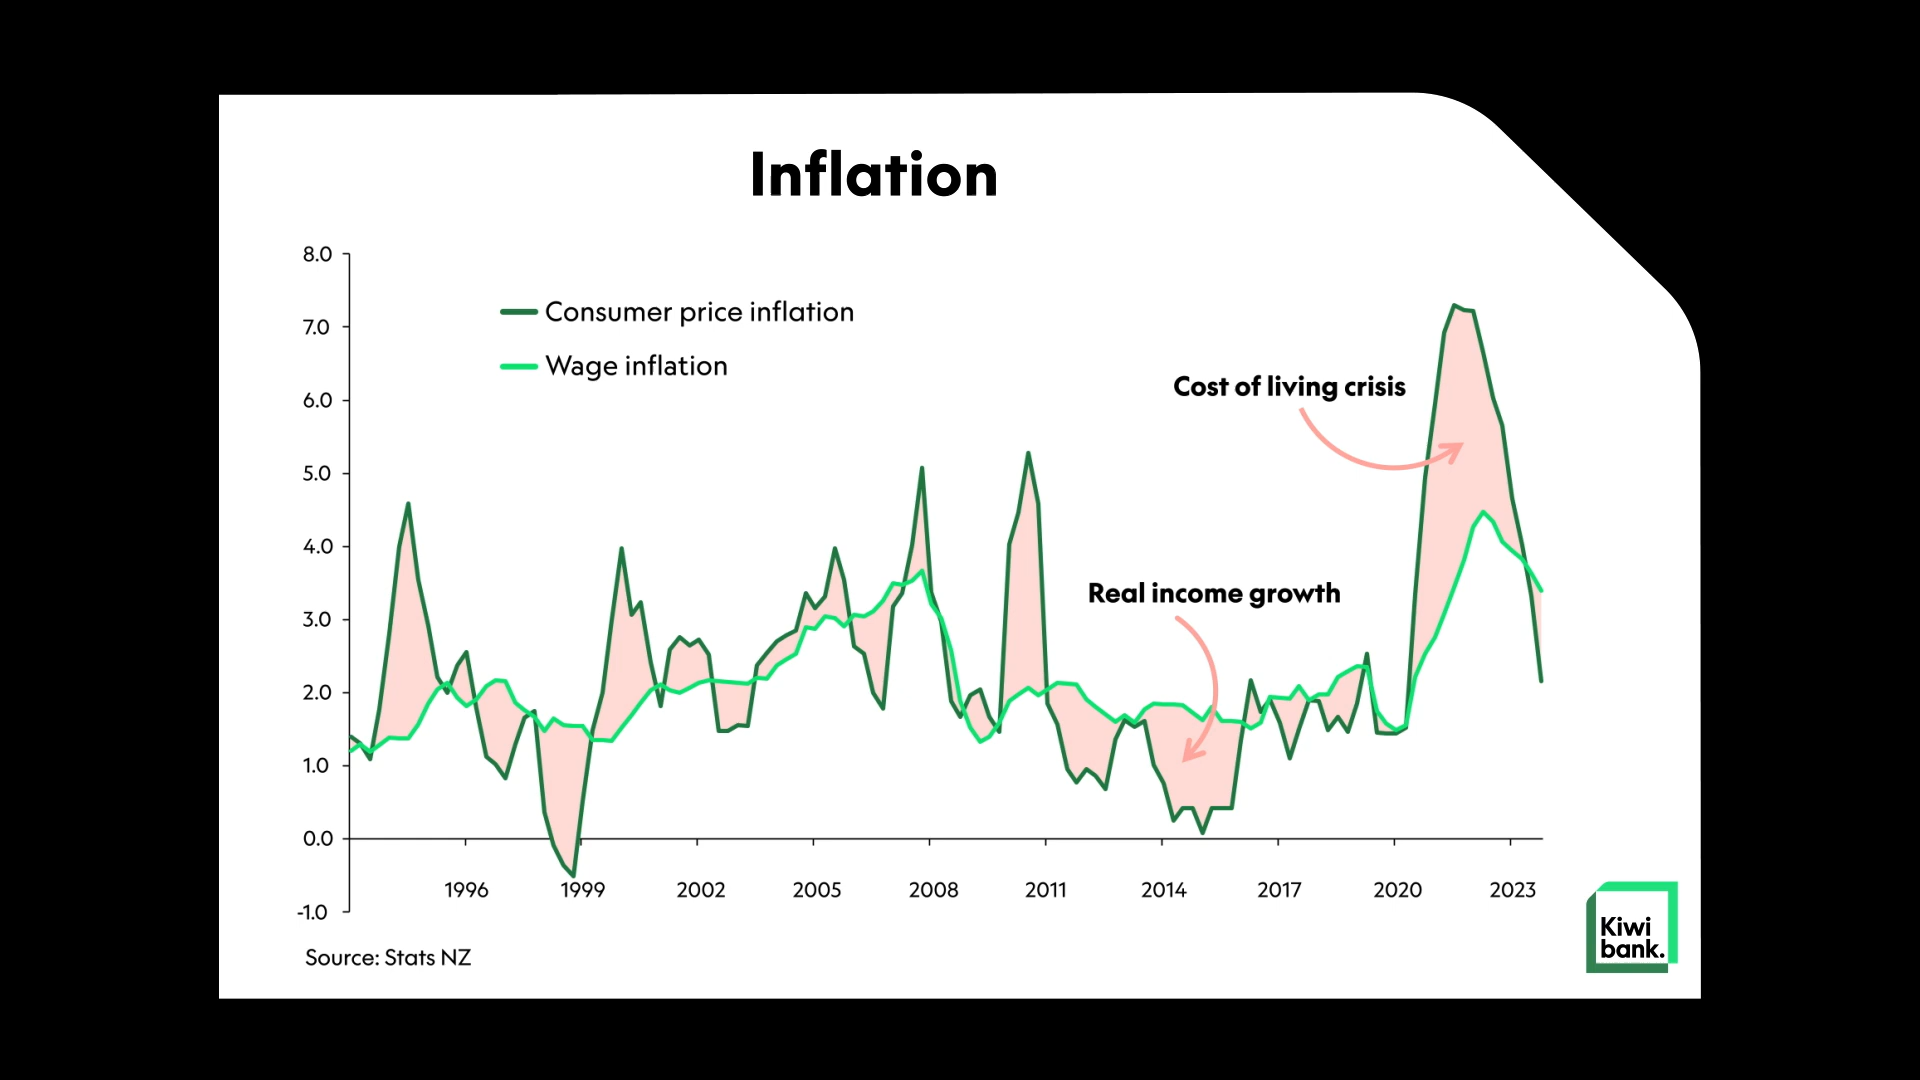 Inflation
8.0
7.0
6.0
5.0
4.0
3.0
2.0
1.0
0.0
-1.0
Consumer price inflation
Wage inflation
Cost of living crisis
Real income growth
1996 1999 2002 2005 2008 2011 2014 2017 2020 2023
Source: Stats NZ
Kiwi
bank.